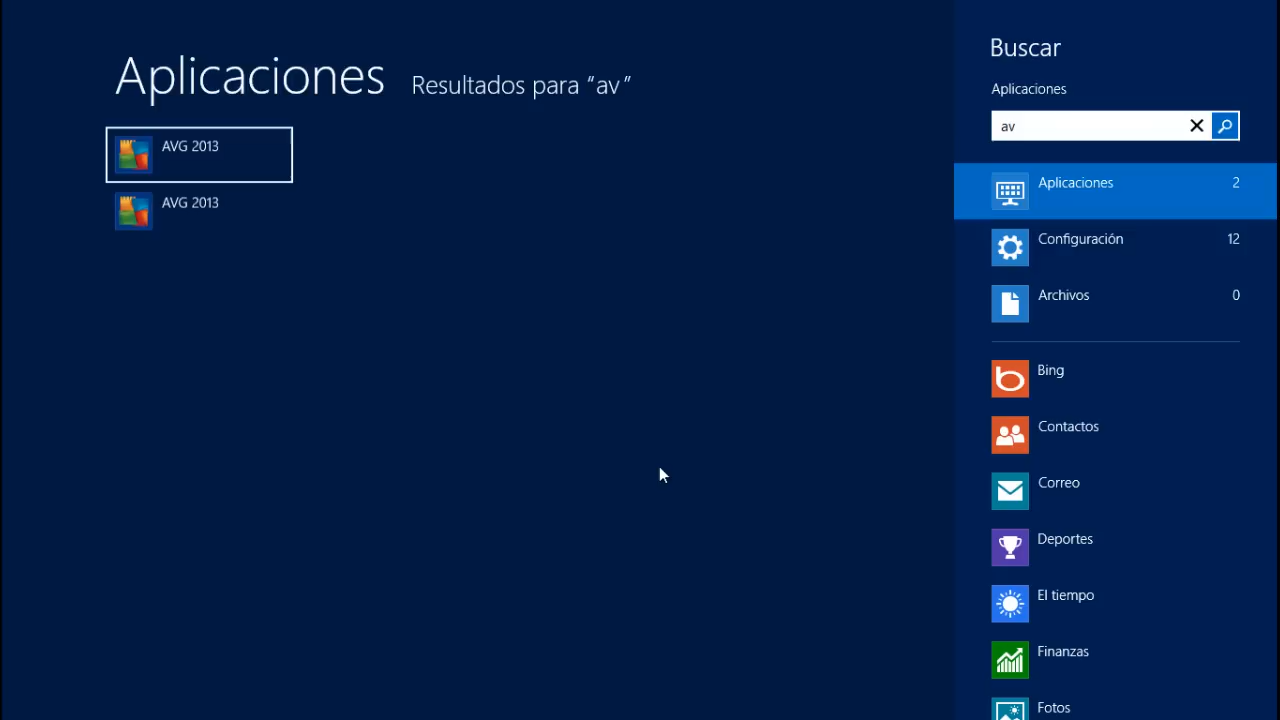 Aplicaciones Resultados para “av”
AVG 2013
AVG 2013
Buscar
Aplicaciones
av
Aplicaciones 2
Configuración 12
Archivos 0
Bing
Contactos
Correo
Deportes
El tiempo
Finanzas
Fotos